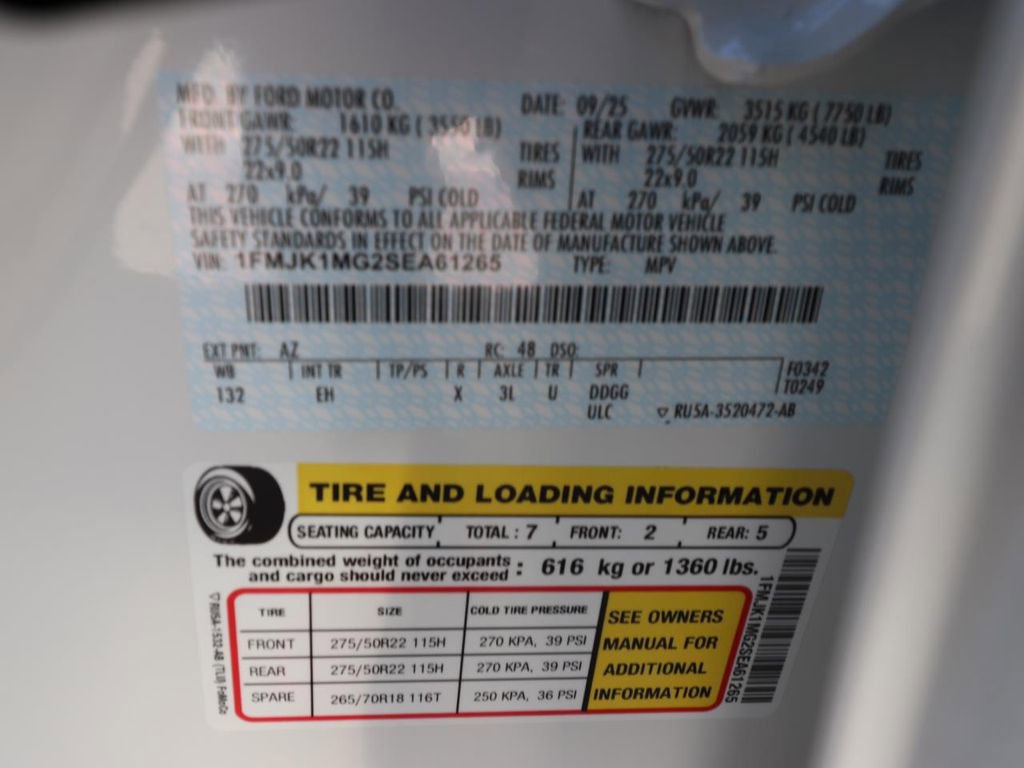 MFD. BY FORD MOTOR CO.
DATE: 09/25 GVWR: 3515 KG ( 7750 LB)
FRONT GAWR: 1610 KG ( 3550 LB) REAR GAWR: 2059 KG ( 4540 LB)
WITH 275/50R22 115H TIRES WITH 275/50R22 115H TIRES
22x9.0 RIMS 22x9.0 RIMS
AT 270 kPa/ 39 PSI COLD AT 270 kPa/ 39 PSI COLD
THIS VEHICLE CONFORMS TO ALL APPLICABLE FEDERAL MOTOR VEHICLE
SAFETY STANDARDS IN EFFECT ON THE DATE OF MANUFACTURE SHOWN ABOVE.
VIN: 1FMJK1MG2SEA61265 TYPE: MPV
EXT PNT: AZ RC: 48 DSO:
WB INT TR TP/PS R AXLE TR SPR F0342
132 EH X 3L U DDGG T0249
ULC RU5A-3520472-AB
TIRE AND LOADING INFORMATION
SEATING CAPACITY TOTAL : 7 FRONT: 2 REAR: 5
The combined weight of occupants
and cargo should never exceed : 616 kg or 1360 lbs.
TIRE SIZE COLD TIRE PRESSURE
FRONT 275/50R22 115H 270 KPA, 39 PSI
REAR 275/50R22 115H 270 KPA, 39 PSI
SPARE 265/70R18 116T 250 KPA, 36 PSI
SEE OWNERS
MANUAL FOR
ADDITIONAL
INFORMATION
1FMJK1MG2SEA61265
RU5A-1532-AB (TLU) FoMoCo